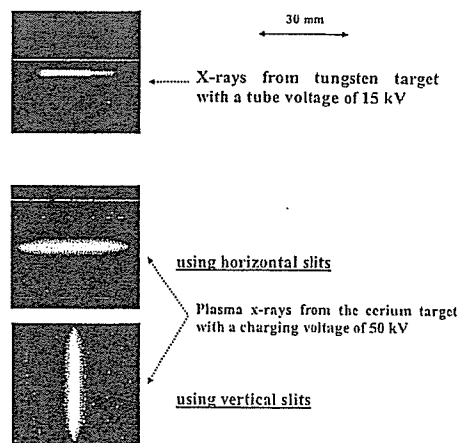 30 mm
X-rays from tungsten target
with a tube voltage of 15 kV
using horizontal slits
Plasma x-rays from the cerium target
with a charging voltage of 50 kV
using vertical slits